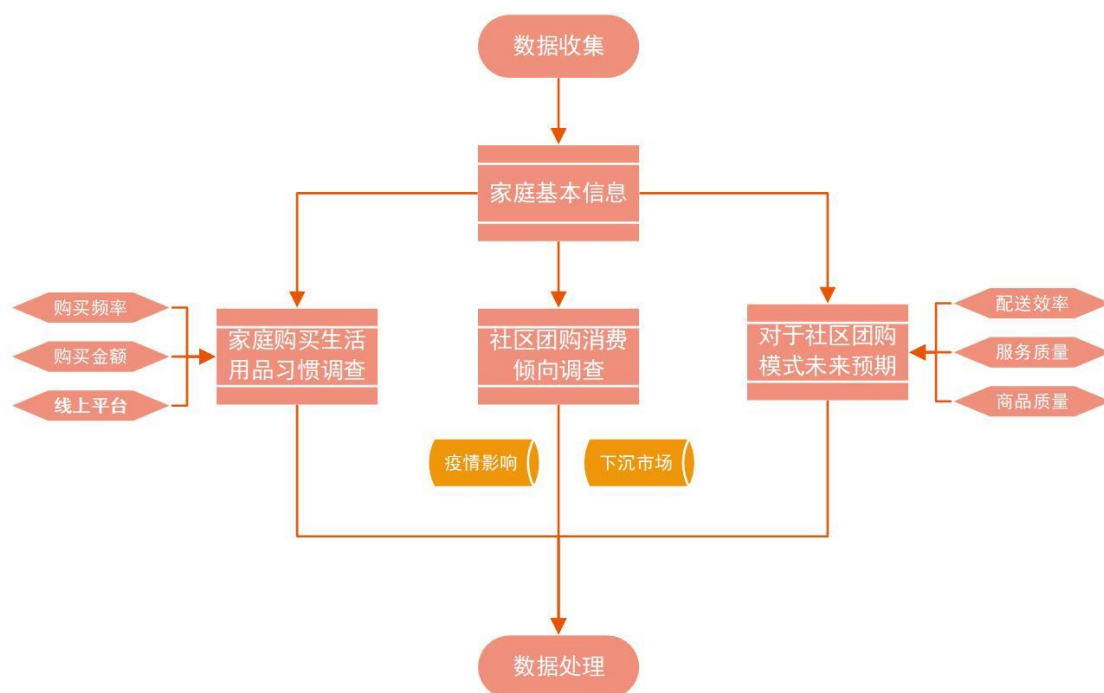 数据收集
家庭基本信息
购买频率
购买金额
线上平台
家庭购买生活
用品习惯调查
社区团购消费
倾向调查
对于社区团购
模式未来预期
配送效率
服务质量
商品质量
疫情影响
下沉市场
数据处理